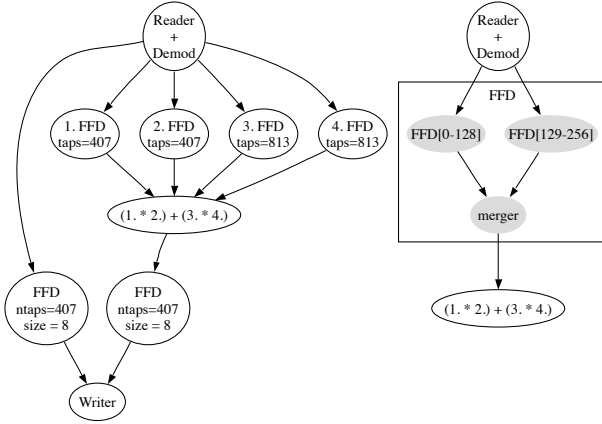 Reader
+
Demod
1. FFD
taps=407
2. FFD
taps=407
3. FFD
taps=813
4. FFD
taps=813
(1. * 2.) + (3. * 4.)
FFD
ntaps=407
size = 8
FFD
ntaps=407
size = 8
Writer
Reader
+
Demod
FFD
FFD[0-128]
FFD[129-256]
merger
(1. * 2.) + (3. * 4.)